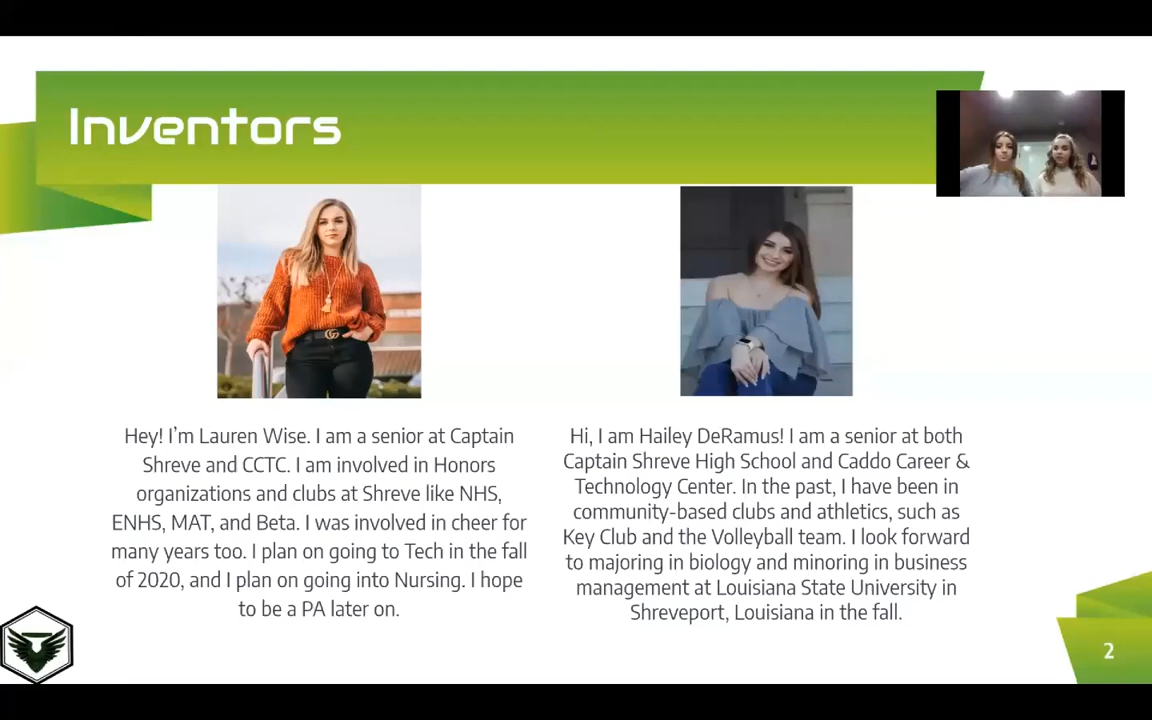 Inventors
Hey! I'm Lauren Wise. I am a senior at Captain
Shreve and CCTC. I am involved in Honors
organizations and clubs at Shreve like NHS,
ENHS, MAT, and Beta. I was involved in cheer for
many years too. I plan on going to Tech in the fall
of 2020, and I plan on going into Nursing. I hope
to be a PA later on.
Hi, I am Hailey DeRamus! I am a senior at both
Captain Shreve High School and Caddo Career &
Technology Center. In the past, I have been in
community-based clubs and athletics, such as
Key Club and the Volleyball team. I look forward
to majoring in biology and minoring in business
management at Louisiana State University in
Shreveport, Louisiana in the fall.
2